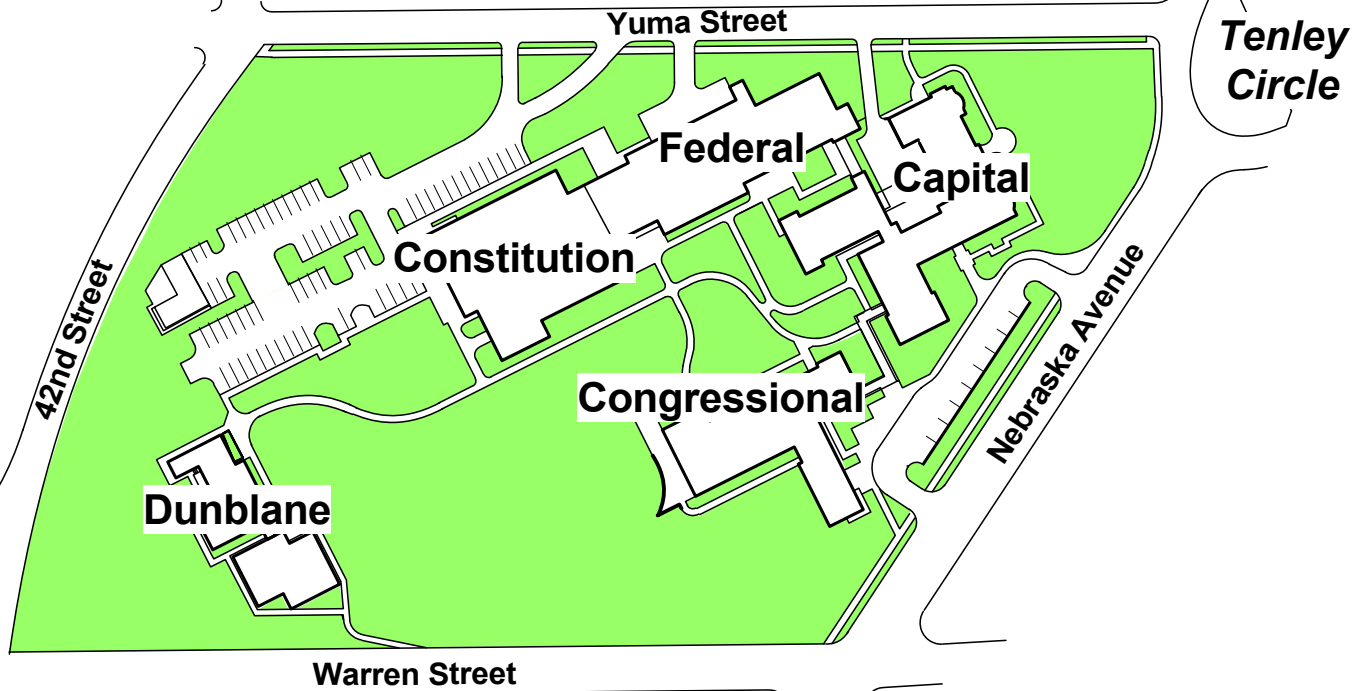 Yuma Street
Tenley
Circle
Federal
Capital
Constitution
42nd Street
Nebraska Avenue
Congressional
Dunblane
Warren Street